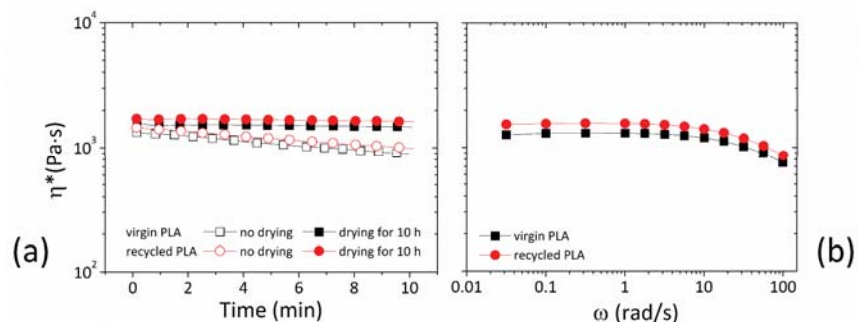 10⁴
10³
10²
η* (Pa·s)
virgin PLA no drying drying for 10 h
recycled PLA no drying drying for 10 h
(a)
0 2 4 6 8 10
Time (min)
virgin PLA
recycled PLA
(b)
0.01 0.1 1 10 100
ω (rad/s)